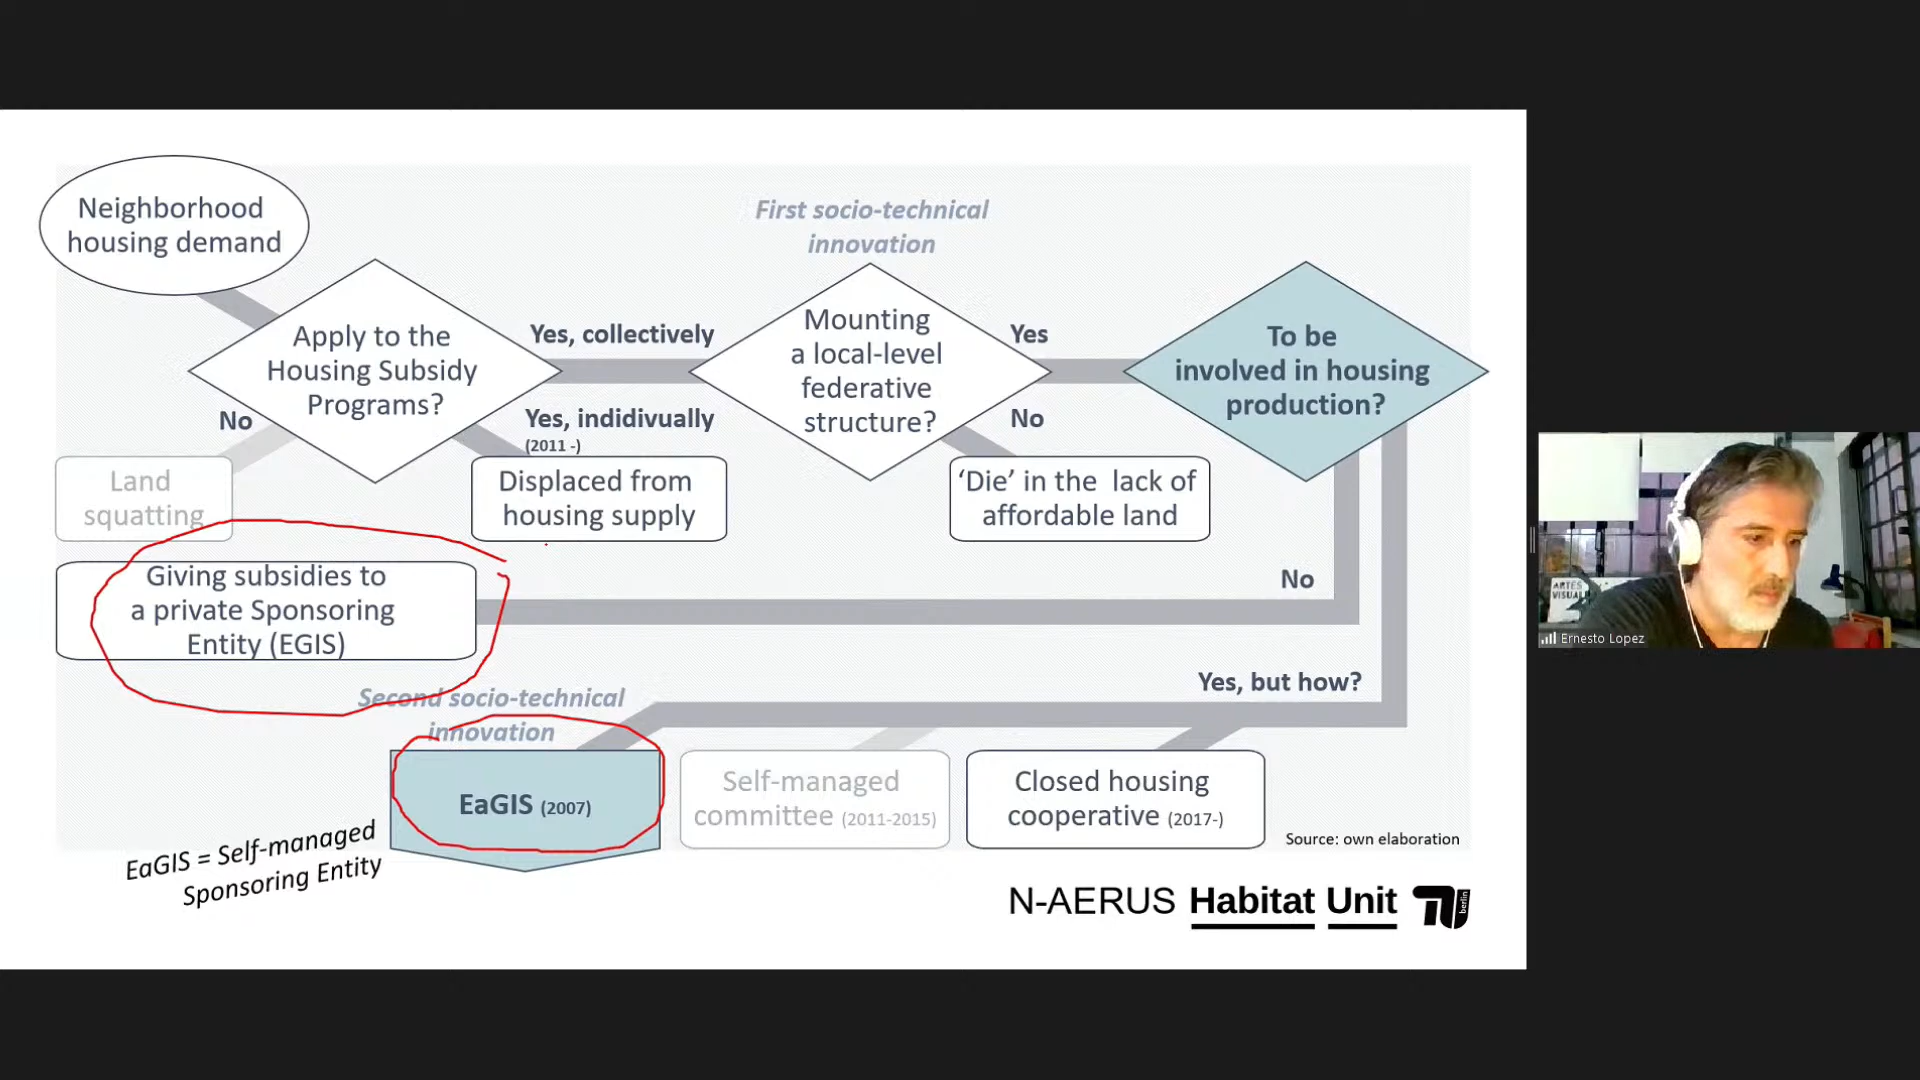 Neighborhood
housing demand
First socio-technical
innovation
Apply to the
Housing Subsidy
Programs?
Yes, collectively
Mounting
a local-level
federative
structure?
Yes
To be
involved in housing
production?
No
Yes, indidivually
(2011 -)
No
Land
squatting
Displaced from
housing supply
‘Die’ in the lack of
affordable land
Giving subsidies to
a private Sponsoring
Entity (EGIS)
No
Yes, but how?
Second socio-technical
innovation
EaGIS (2007)
Self-managed
committee (2011-2015)
Closed housing
cooperative (2017-)
Source: own elaboration
EaGIS = Self-managed
Sponsoring Entity
N-AERUS Habitat Unit
berlin
ARTES
VISUAL
Ernesto Lopez